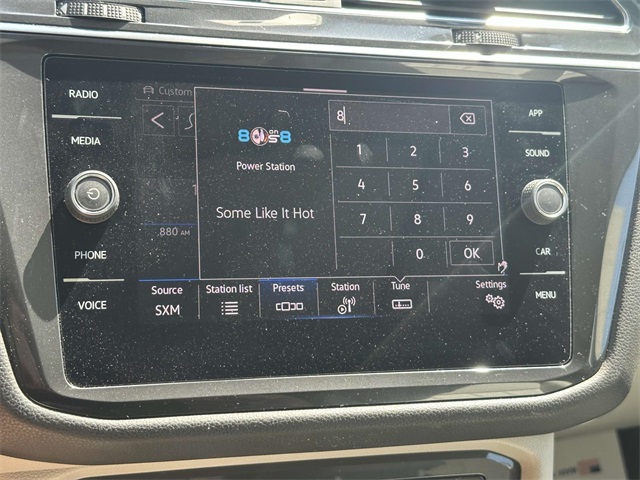 RADIO
MEDIA
PHONE
VOICE
Custom
880 AM
80s on 8
Power Station
Some Like It Hot
8
1 2 3
4 5 6
7 8 9
0 OK
Source
SXM
Station list
Presets
Station
Tune
Settings
APP
SOUND
CAR
MENU